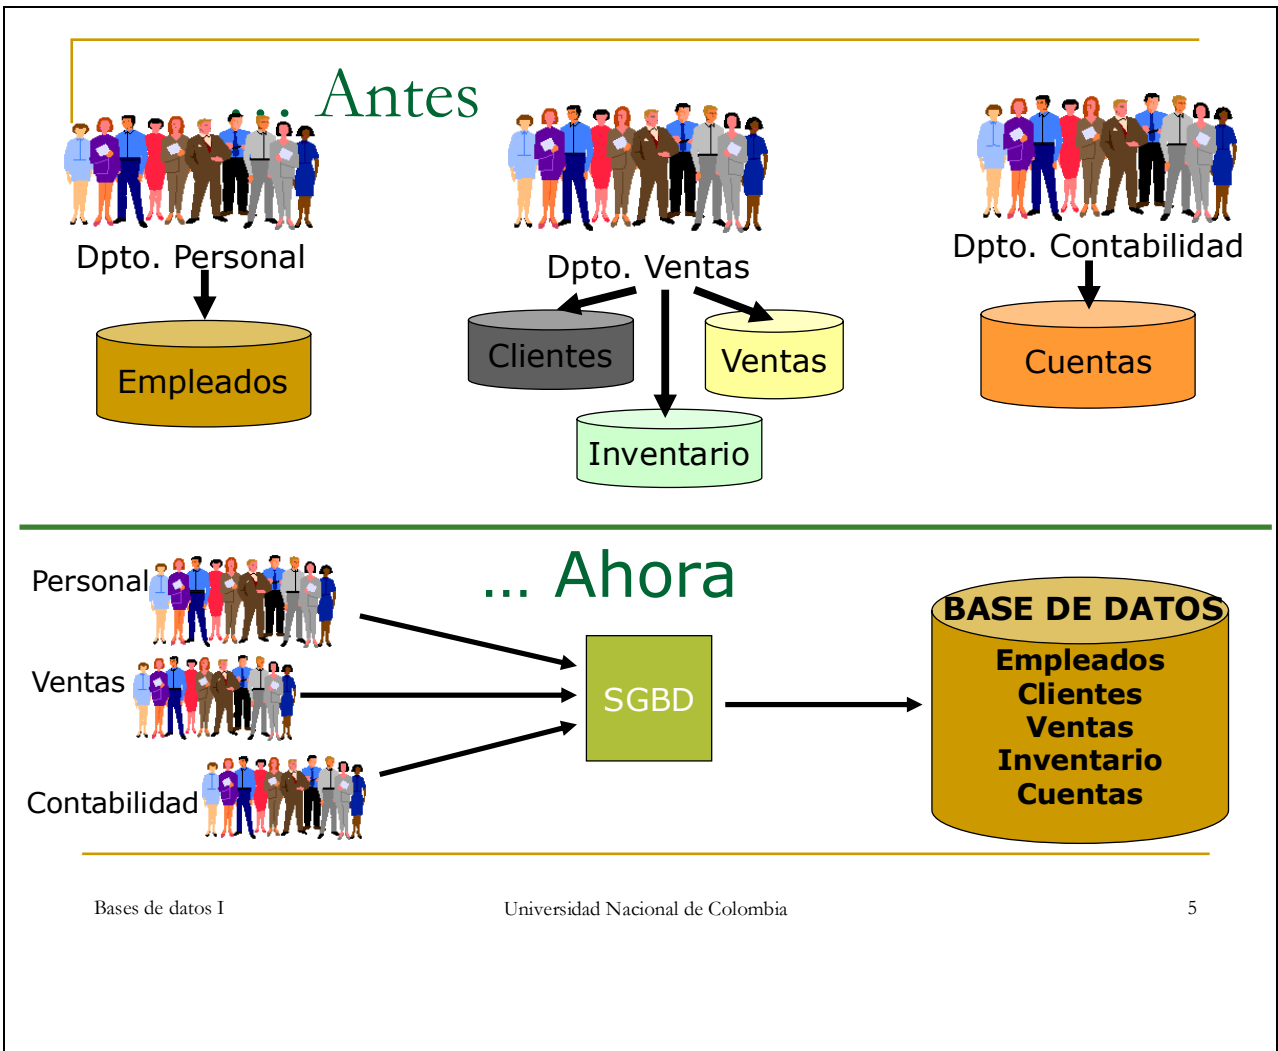 ... Antes
Dpto. Personal
Dpto. Ventas
Dpto. Contabilidad
Empleados
Clientes
Ventas
Cuentas
Inventario
... Ahora
Personal
Ventas
Contabilidad
SGBD
BASE DE DATOS
Empleados
Clientes
Ventas
Inventario
Cuentas
Bases de datos I
Universidad Nacional de Colombia
5